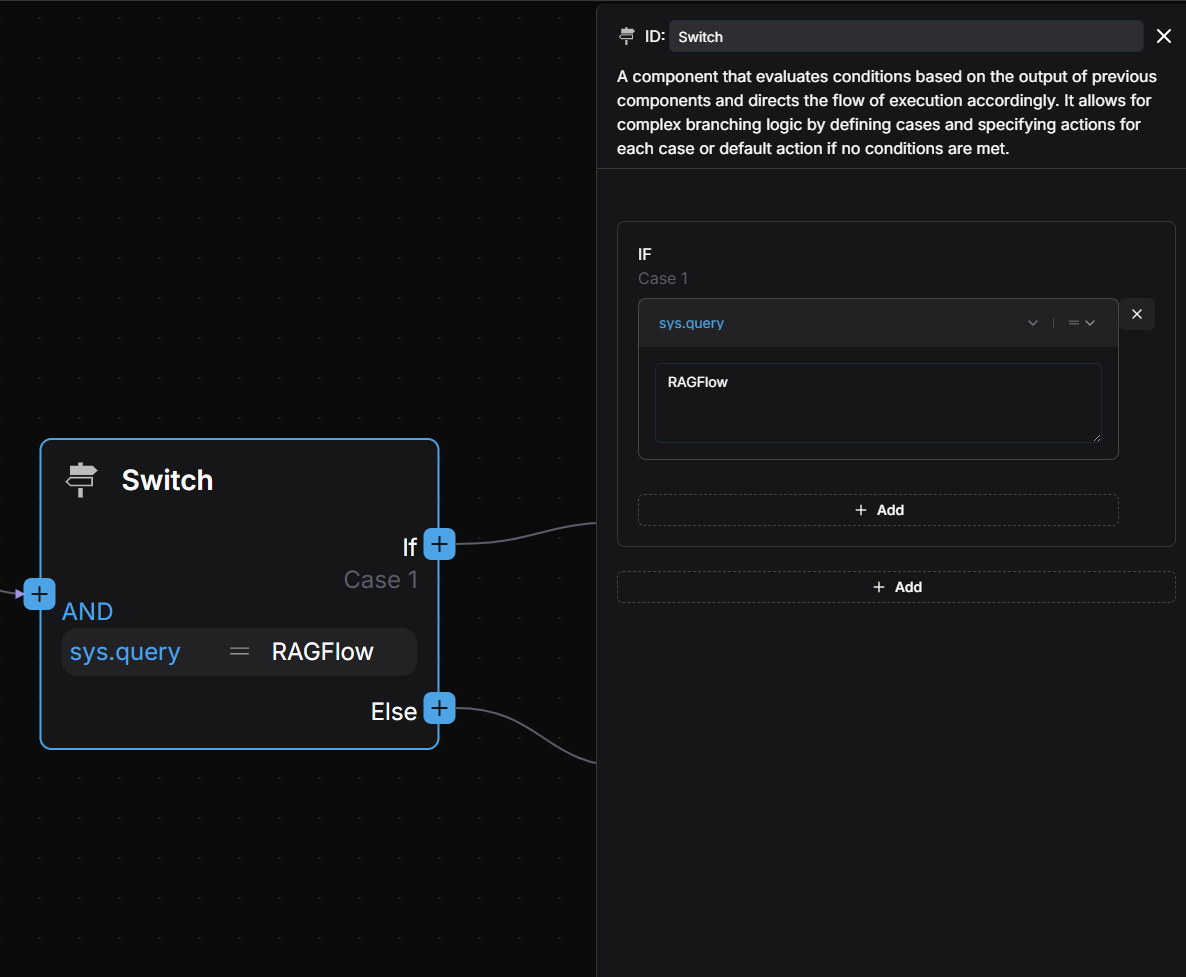 Switch
If
Case 1
AND
sys.query = RAGFlow
Else
ID: Switch
A component that evaluates conditions based on the output of previous
components and directs the flow of execution accordingly. It allows for
complex branching logic by defining cases and specifying actions for
each case or default action if no conditions are met.
IF
Case 1
sys.query =
RAGFlow
+ Add
+ Add